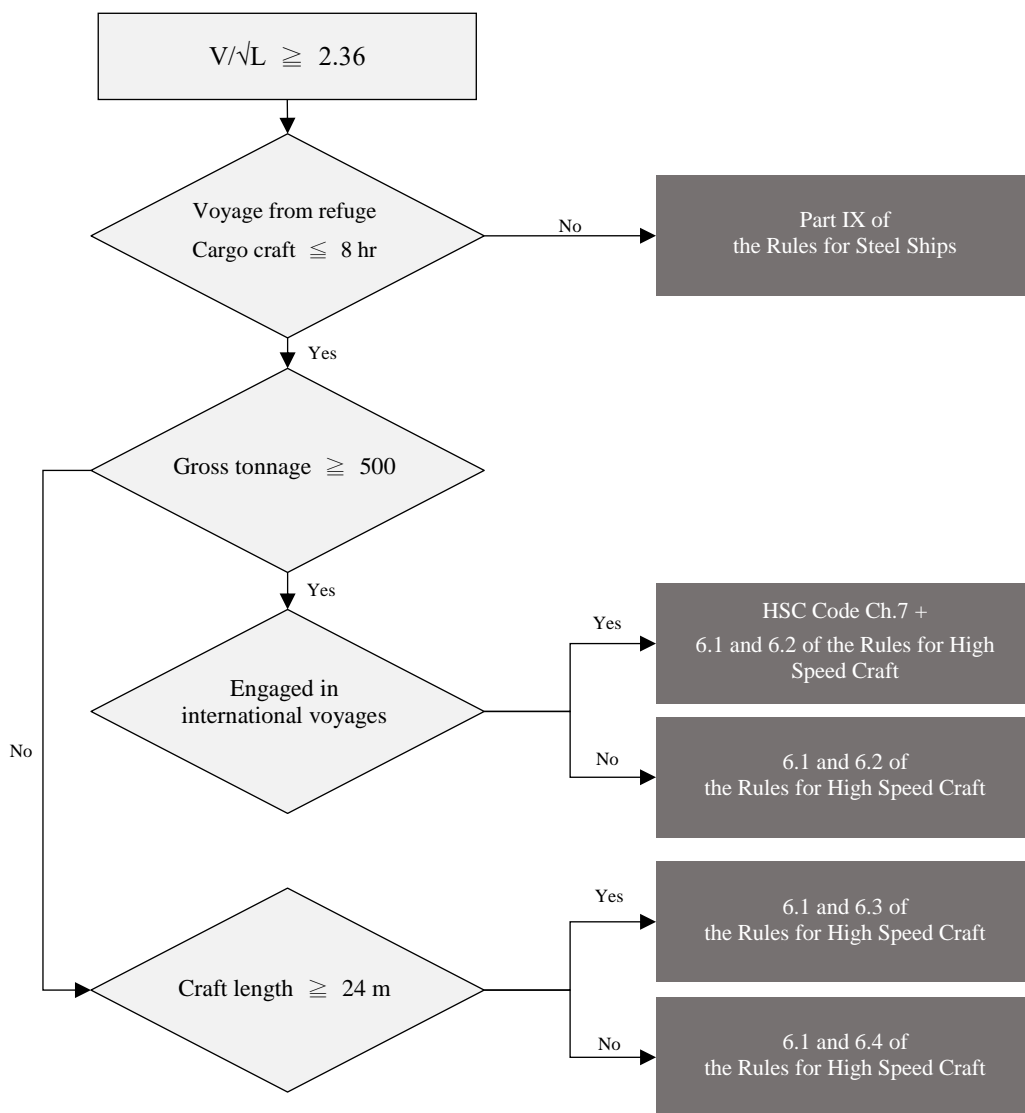 V/√L ≧ 2.36
Voyage from refuge
Cargo craft ≦ 8 hr
No
Part IX of
the Rules for Steel Ships
Yes
Gross tonnage ≧ 500
Yes
Engaged in
international voyages
Yes
HSC Code Ch.7 +
6.1 and 6.2 of the Rules for High
Speed Craft
No
6.1 and 6.2 of
the Rules for High Speed Craft
No
Craft length ≧ 24 m
Yes
6.1 and 6.3 of
the Rules for High Speed Craft
No
6.1 and 6.4 of
the Rules for High Speed Craft